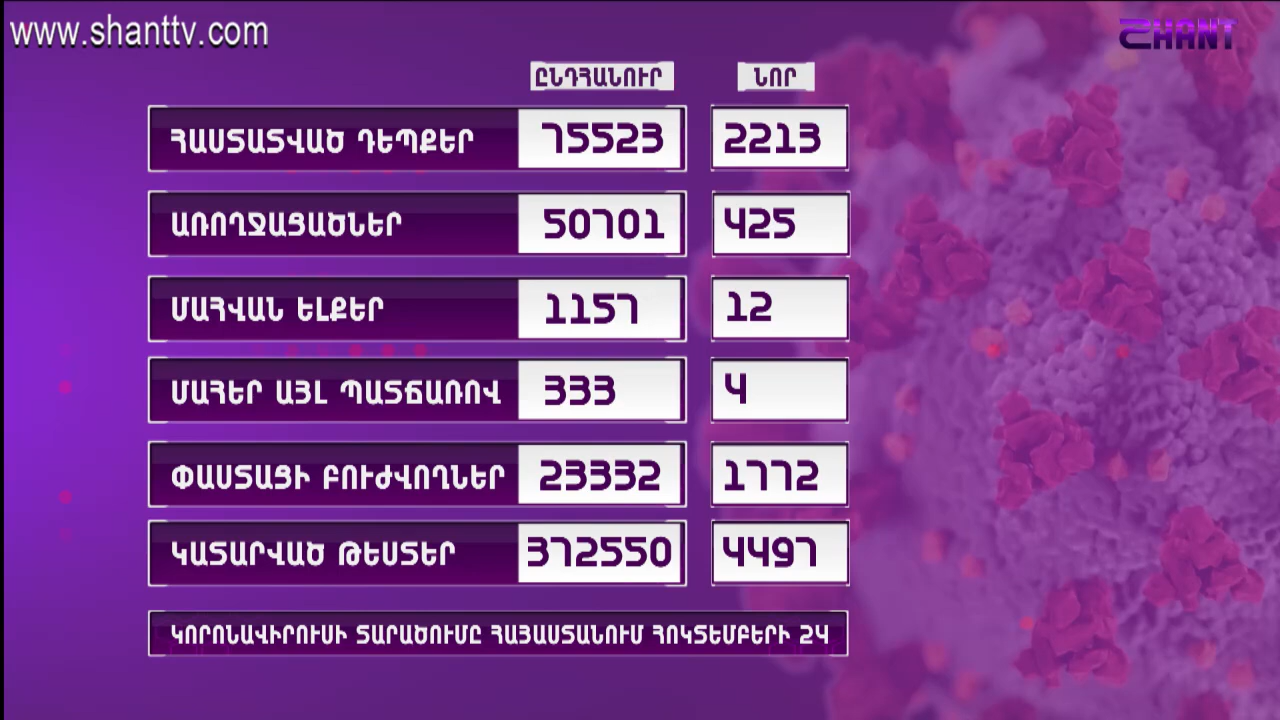 www.shanttv.com
SHANT
ԸՆԴՀԱՆՈՒՐ ՆՈՐ
ՀԱՍՏԱՏՎԱԾ ԴԵՊՔԵՐ 75523 2213
ԱՌՈՂՋԱՑԱԾՆԵՐ 50701 425
ՄԱՀՎԱՆ ԵԼՔԵՐ 1157 12
ՄԱՀԵՐ ԱՅԼ ՊԱՏՃԱՌՈՎ 333 4
ՓԱՍՏԱՑԻ ԲՈՒԺՎՈՂՆԵՐ 23332 1772
ԿԱՏԱՐՎԱԾ ԹԵՍՏԵՐ 372550 4497
ԿՈՐՈՆԱՎԻՐՈՒՍԻ ՏԱՐԱԾՈՒՄԸ ՀԱՅԱՍՏԱՆՈՒՄ ՀՈԿՏԵՄԲԵՐԻ 24